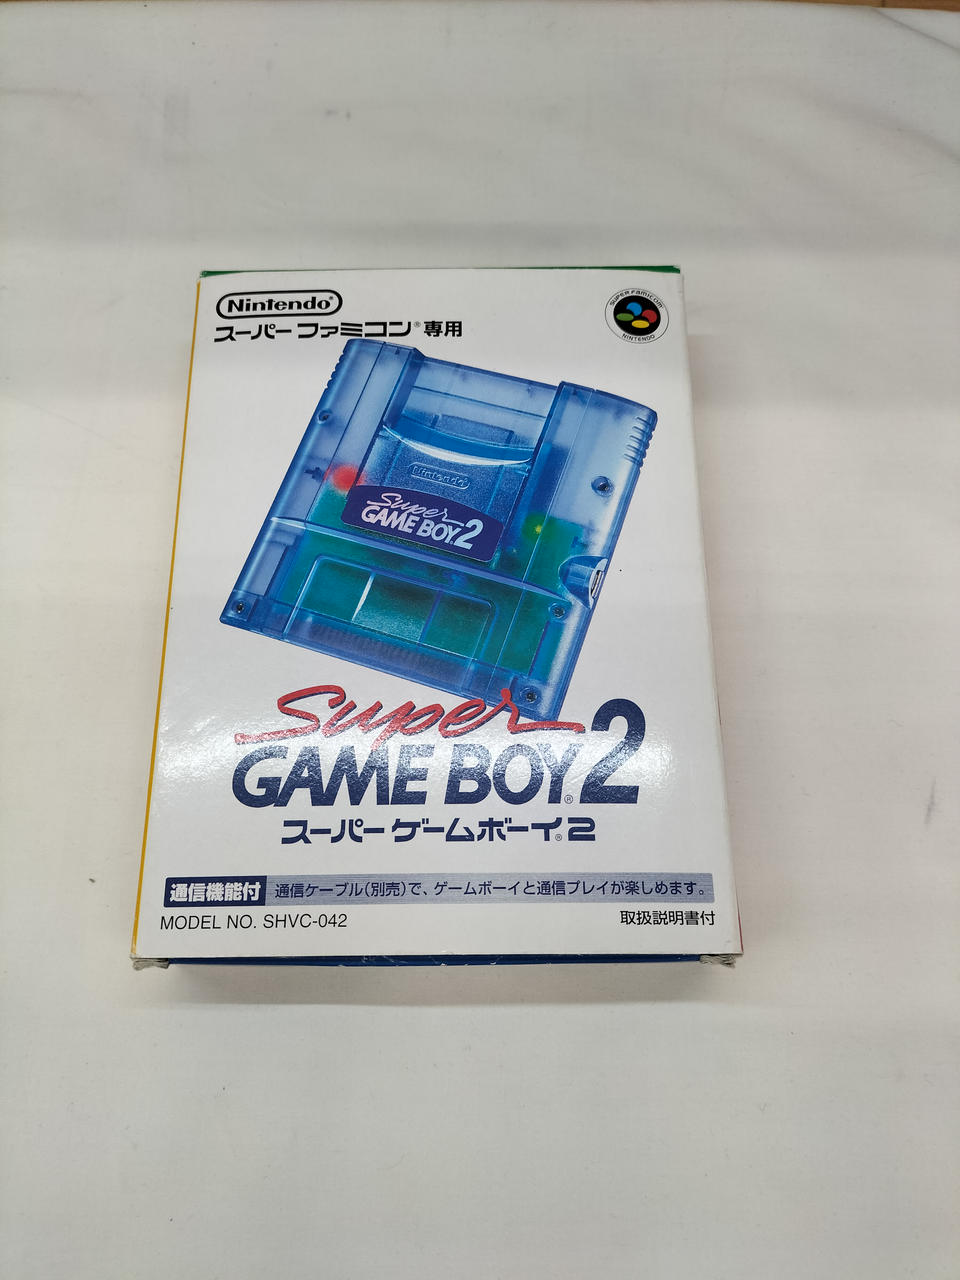 Nintendo®
スーパーファミコン®専用
SUPER FAMICOM
NINTENDO
Nintendo
Super
GAME BOY.2
Super
GAME BOY®2
スーパーゲームボーイ®2
通信機能付 通信ケーブル(別売)で、ゲームボーイと通信プレイが楽しめます。
MODEL NO. SHVC-042
取扱説明書付